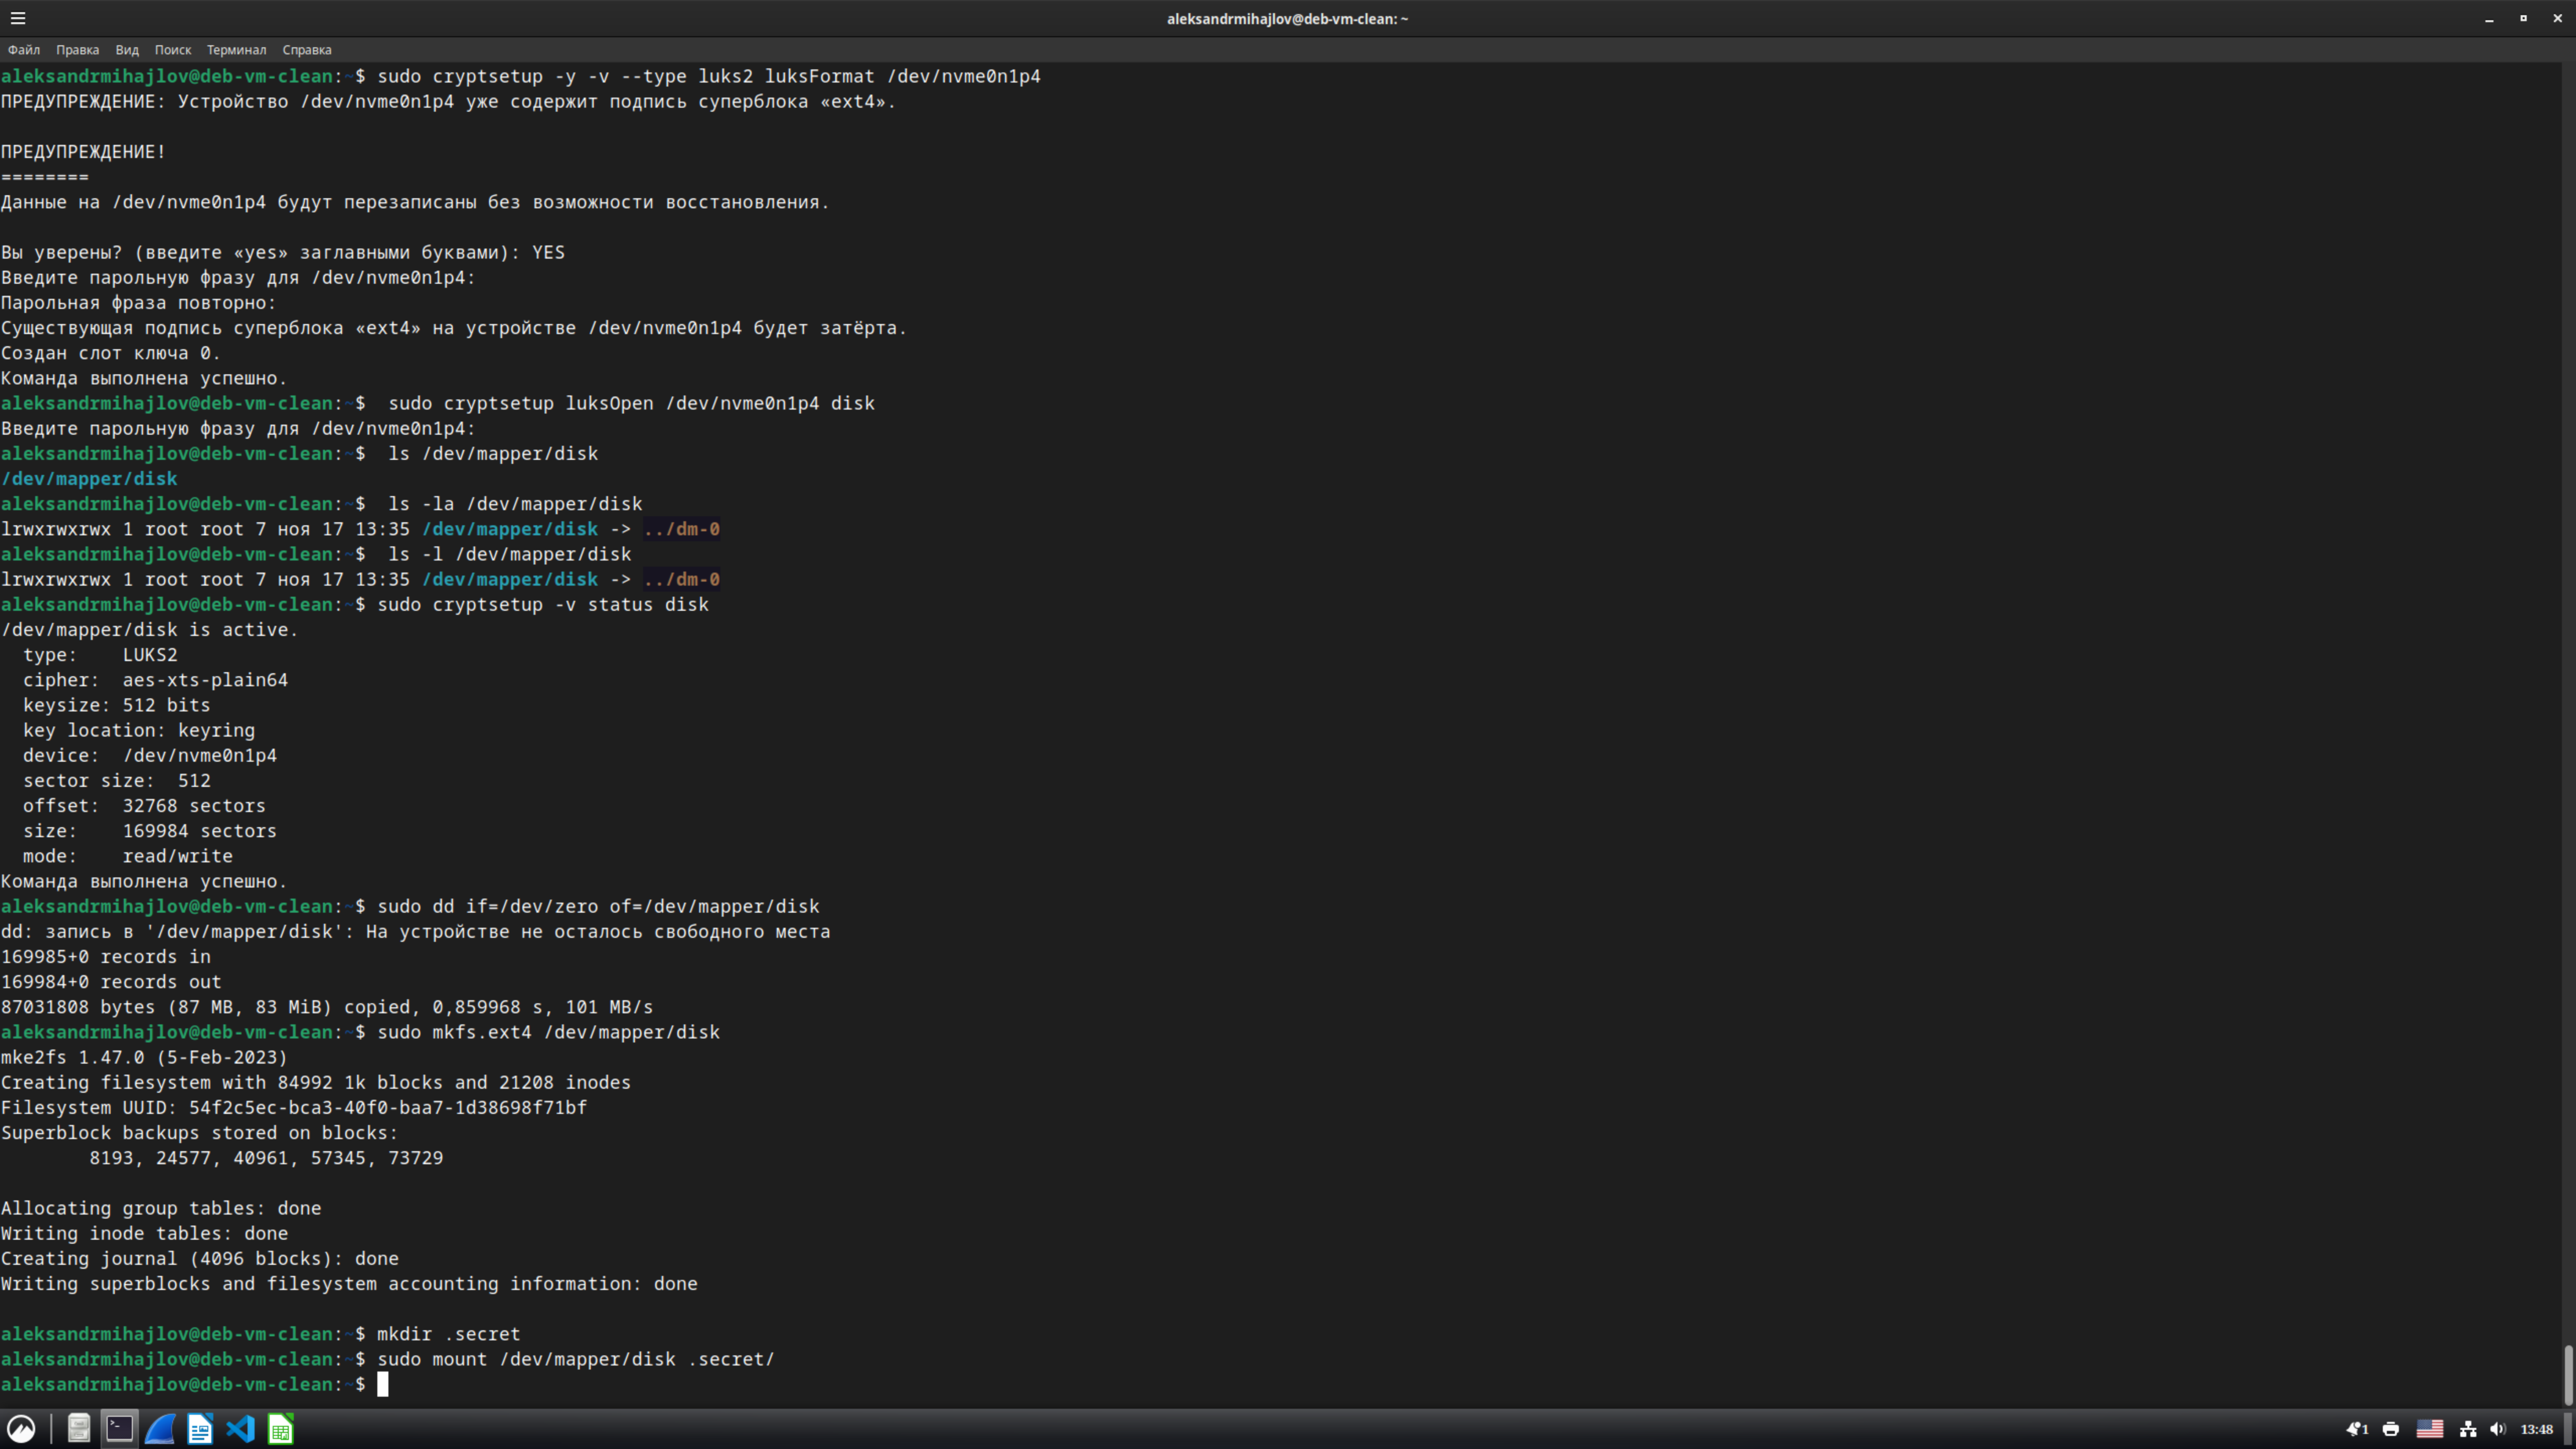 aleksandrmihajlov@deb-vm-clean: ~
Файл Правка Вид Поиск Терминал Справка
aleksandrmihajlov@deb-vm-clean:~$ sudo cryptsetup -y -v --type luks2 luksFormat /dev/nvme0n1p4
ПРЕДУПРЕЖДЕНИЕ: Устройство /dev/nvme0n1p4 уже содержит подпись суперблока «ext4».
ПРЕДУПРЕЖДЕНИЕ!
========
Данные на /dev/nvme0n1p4 будут перезаписаны без возможности восстановления.
Вы уверены? (введите «yes» заглавными буквами): YES
Введите парольную фразу для /dev/nvme0n1p4:
Парольная фраза повторно:
Существующая подпись суперблока «ext4» на устройстве /dev/nvme0n1p4 будет затёрта.
Создан слот ключа 0.
Команда выполнена успешно.
aleksandrmihajlov@deb-vm-clean:~$  sudo cryptsetup luksOpen /dev/nvme0n1p4 disk
Введите парольную фразу для /dev/nvme0n1p4:
aleksandrmihajlov@deb-vm-clean:~$  ls /dev/mapper/disk
/dev/mapper/disk
aleksandrmihajlov@deb-vm-clean:~$  ls -la /dev/mapper/disk
lrwxrwxrwx 1 root root 7 ноя 17 13:35 /dev/mapper/disk -> ../dm-0
aleksandrmihajlov@deb-vm-clean:~$  ls -l /dev/mapper/disk
lrwxrwxrwx 1 root root 7 ноя 17 13:35 /dev/mapper/disk -> ../dm-0
aleksandrmihajlov@deb-vm-clean:~$ sudo cryptsetup -v status disk
/dev/mapper/disk is active.
  type:    LUKS2
  cipher:  aes-xts-plain64
  keysize: 512 bits
  key location: keyring
  device:  /dev/nvme0n1p4
  sector size:  512
  offset:  32768 sectors
  size:    169984 sectors
  mode:    read/write
Команда выполнена успешно.
aleksandrmihajlov@deb-vm-clean:~$ sudo dd if=/dev/zero of=/dev/mapper/disk
dd: запись в '/dev/mapper/disk': На устройстве не осталось свободного места
169985+0 records in
169984+0 records out
87031808 bytes (87 MB, 83 MiB) copied, 0,859968 s, 101 MB/s
aleksandrmihajlov@deb-vm-clean:~$ sudo mkfs.ext4 /dev/mapper/disk
mke2fs 1.47.0 (5-Feb-2023)
Creating filesystem with 84992 1k blocks and 21208 inodes
Filesystem UUID: 54f2c5ec-bca3-40f0-baa7-1d38698f71bf
Superblock backups stored on blocks:
        8193, 24577, 40961, 57345, 73729
Allocating group tables: done
Writing inode tables: done
Creating journal (4096 blocks): done
Writing superblocks and filesystem accounting information: done
aleksandrmihajlov@deb-vm-clean:~$ mkdir .secret
aleksandrmihajlov@deb-vm-clean:~$ sudo mount /dev/mapper/disk .secret/
aleksandrmihajlov@deb-vm-clean:~$
1 13:48